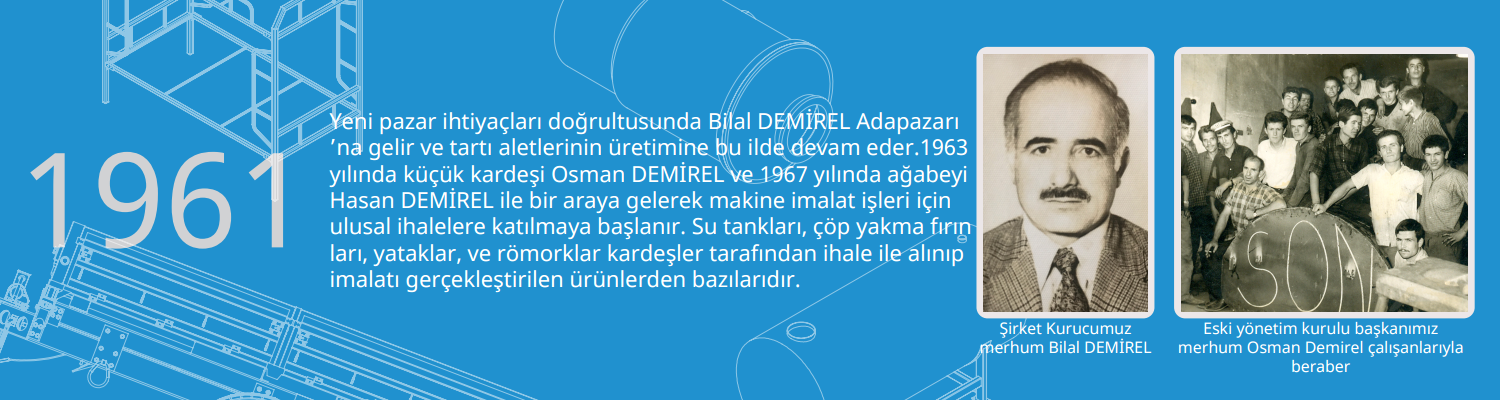 1961
Yeni pazar ihtiyaçları doğrultusunda Bilal DEMİREL Adapazarı
’na gelir ve tartı aletlerinin üretimine bu ilde devam eder.1963
yılında küçük kardeşi Osman DEMİREL ve 1967 yılında ağabeyi
Hasan DEMİREL ile bir araya gelerek makine imalat işleri için
ulusal ihalelere katılmaya başlanır. Su tankları, çöp yakma fırın
ları, yataklar, ve römorklar kardeşler tarafından ihale ile alınıp
imalatı gerçekleştirilen ürünlerden bazılarıdır.
Şirket Kurucumuz
merhum Bilal DEMİREL
SON
Eski yönetim kurulu başkanımız
merhum Osman Demirel çalışanlarıyla
beraber